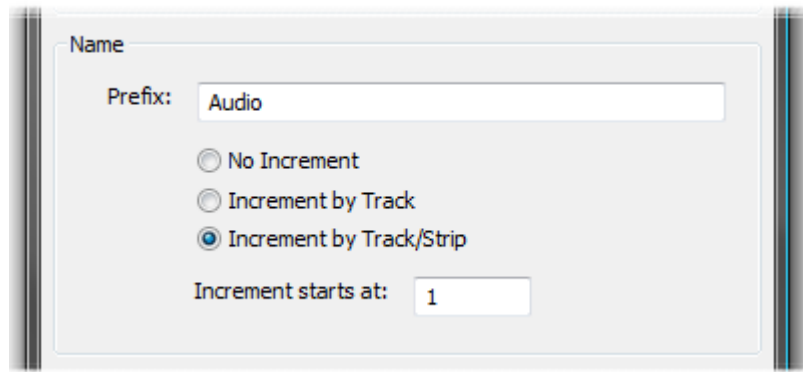 Name
Prefix: Audio
No Increment
Increment by Track
Increment by Track/Strip
Increment starts at: 1